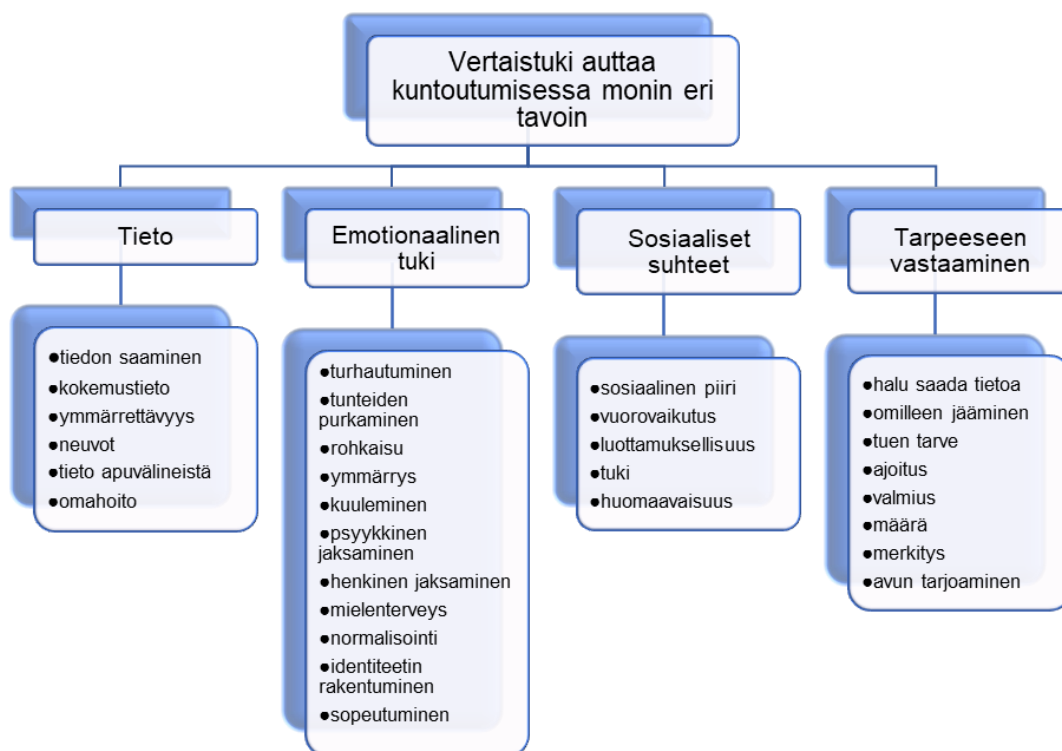 Vertaistuki auttaa
kuntoutumisessa monin eri
tavoin
Tieto
●tiedon saaminen
●kokemustieto
●ymmärrettävyys
●neuvot
●tieto apuvälineistä
●omahoito
Emotionaalinen
tuki
●turhautuminen
●tunteiden
purkaminen
●rohkaisu
●ymmärrys
●kuuleminen
●psyykkinen
jaksaminen
●henkinen jaksaminen
●mielenterveys
●normalisointi
●identiteetin
rakentuminen
●sopeutuminen
Sosiaaliset
suhteet
●sosiaalinen piiri
●vuorovaikutus
●luottamuksellisuus
●tuki
●huomaavaisuus
Tarpeeseen
vastaaminen
●halu saada tietoa
●omilleen jääminen
●tuen tarve
●ajoitus
●valmius
●määrä
●merkitys
●avun tarjoaminen